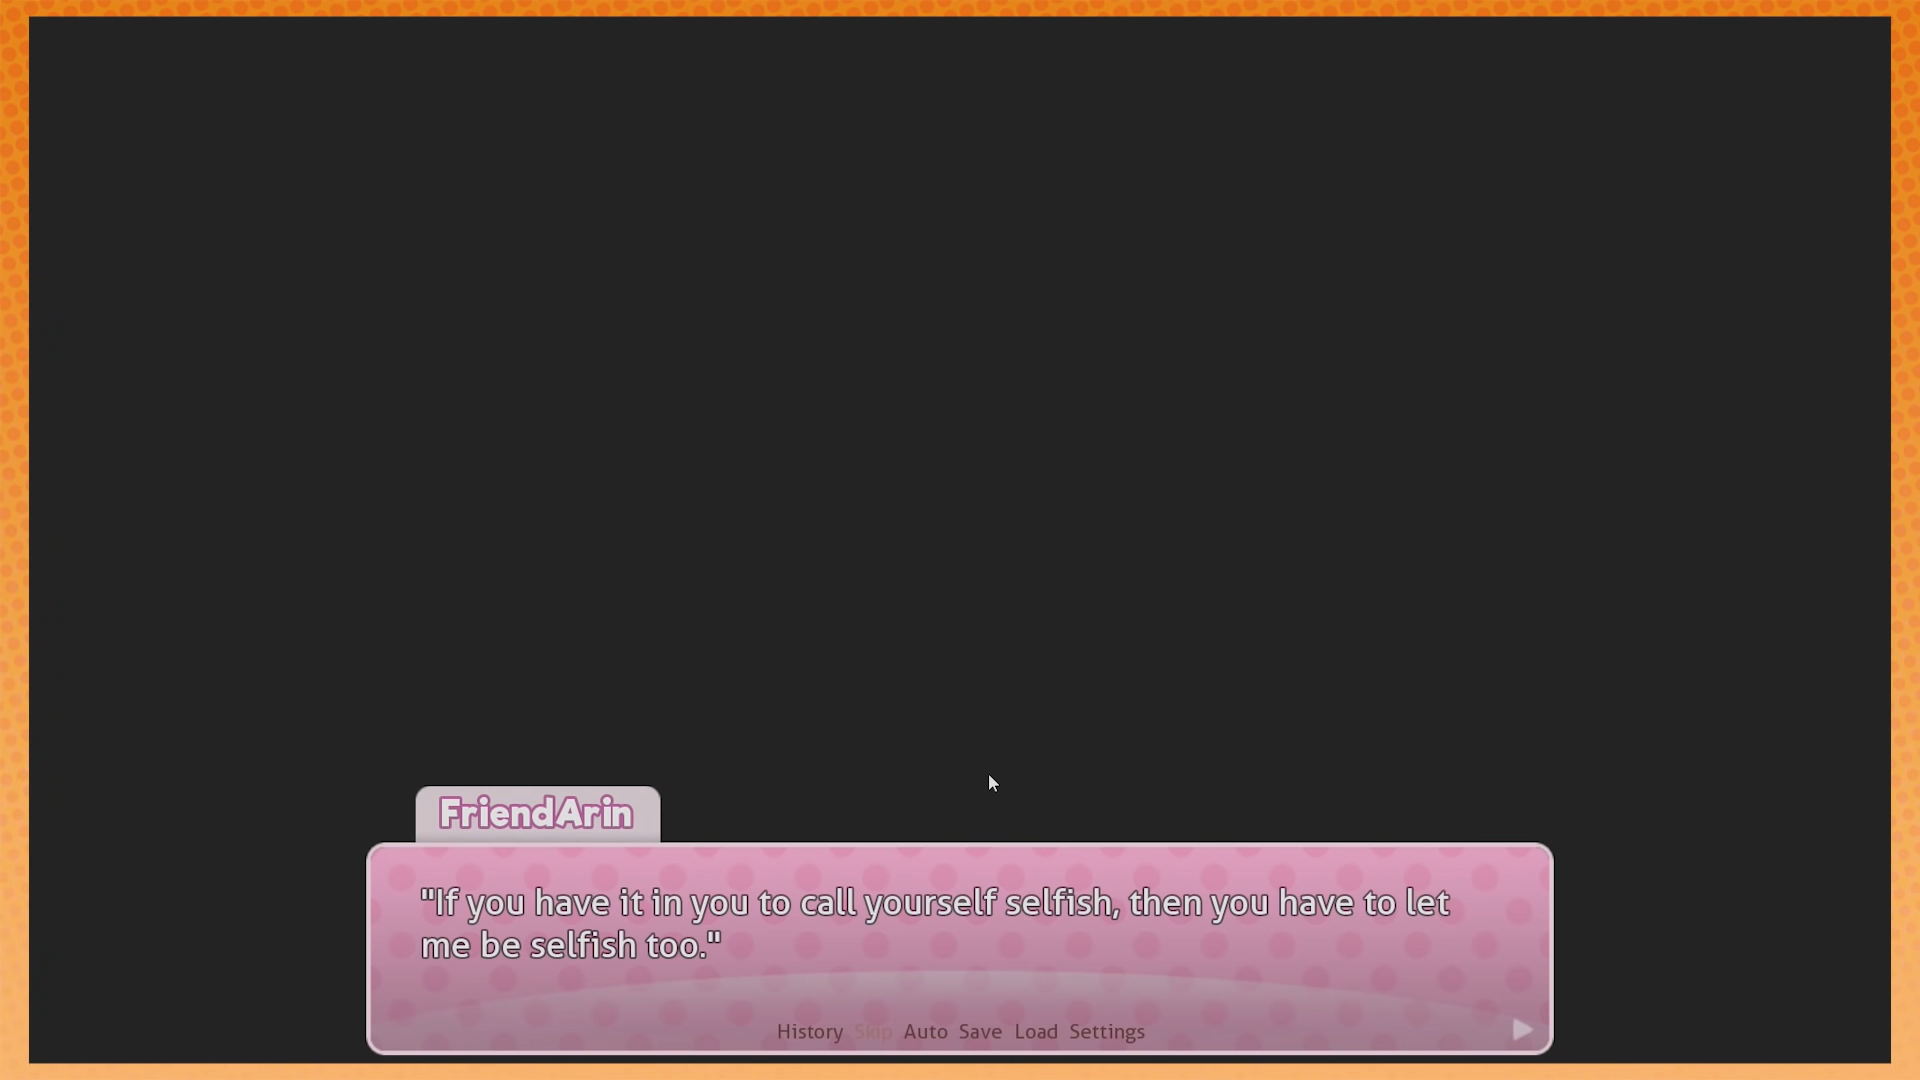 FriendArin
"If you have it in you to call yourself selfish, then you have to let
me be selfish too."
History Skip Auto Save Load Settings